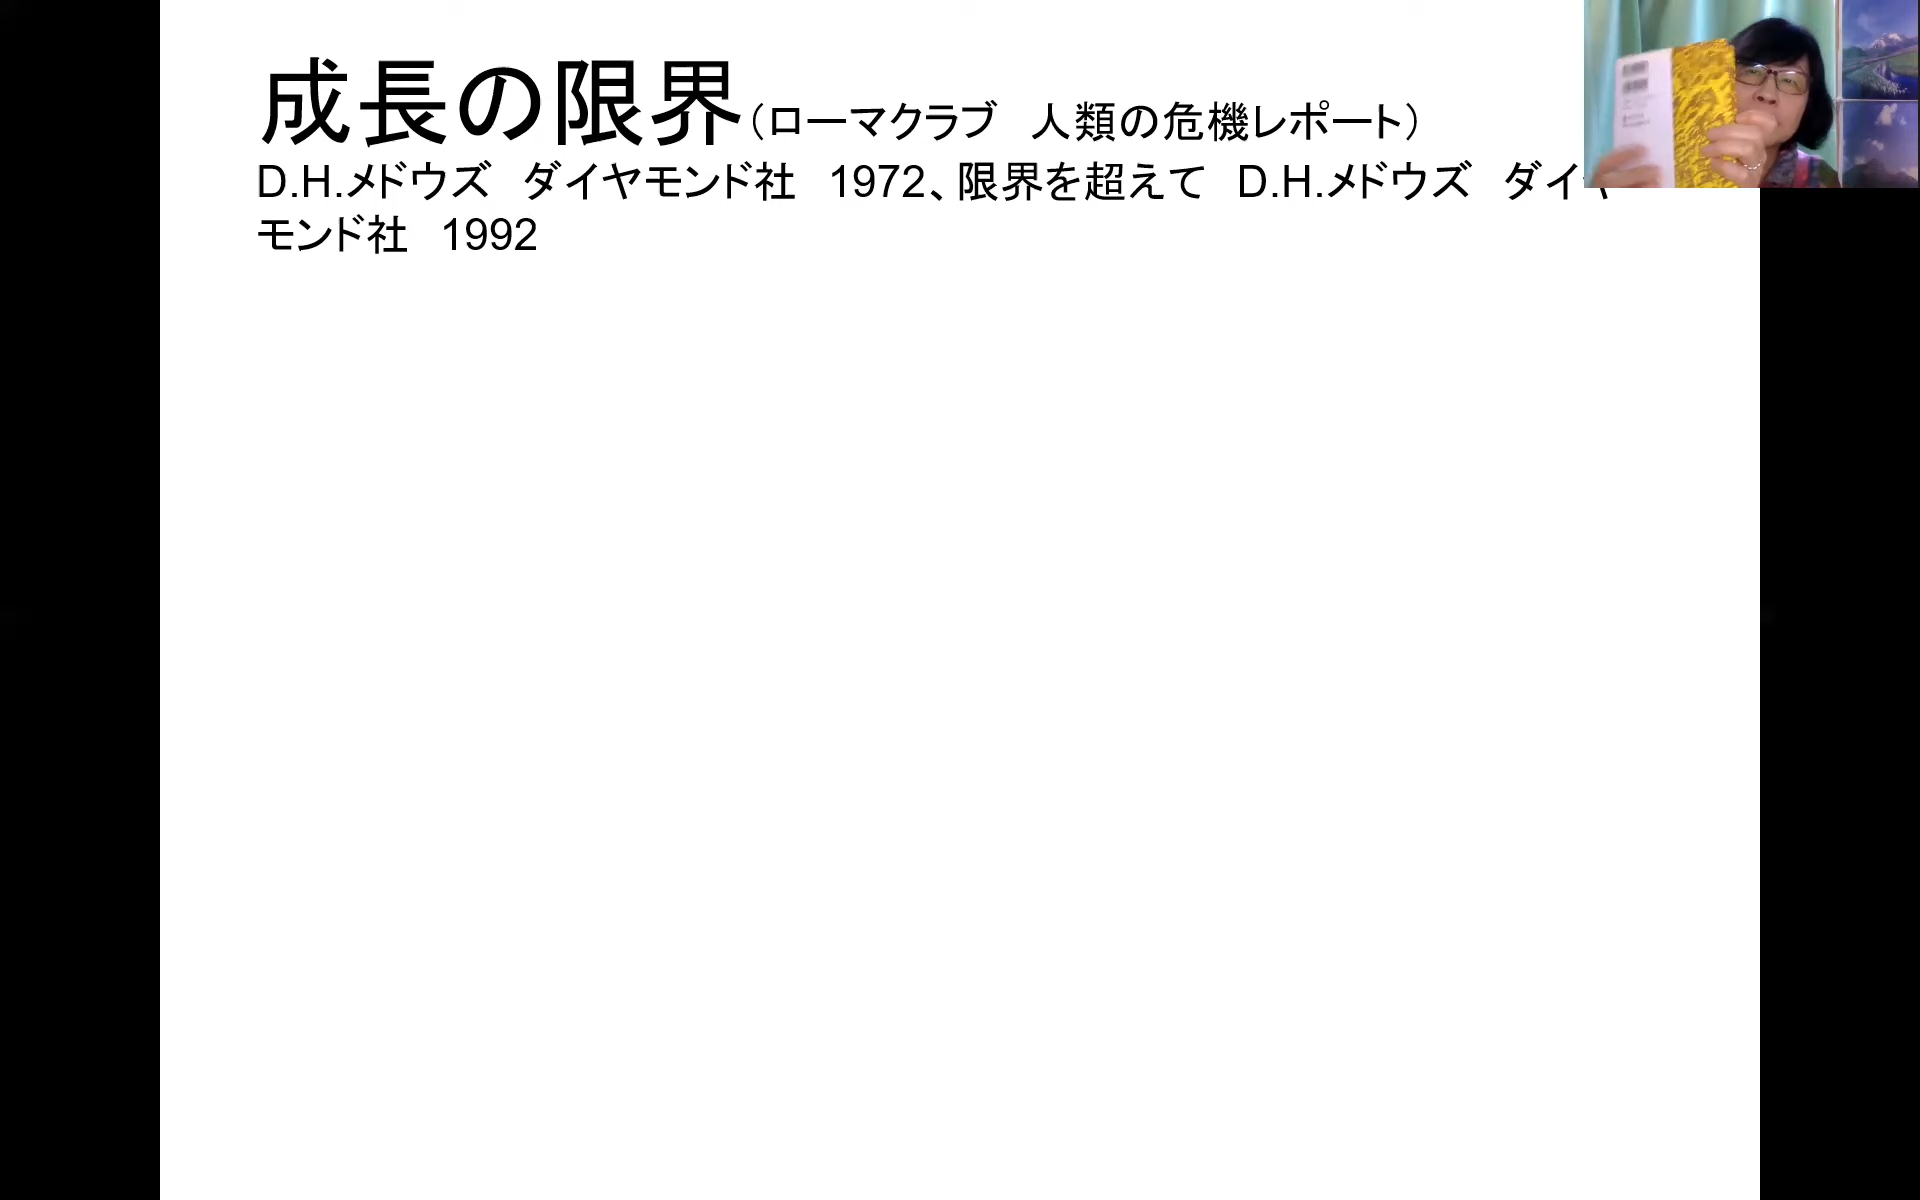 成長の限界（ローマクラブ　人類の危機レポート）
D.H.メドウズ　ダイヤモンド社　1972、限界を超えて　D.H.メドウズ　ダイヤ
モンド社　1992